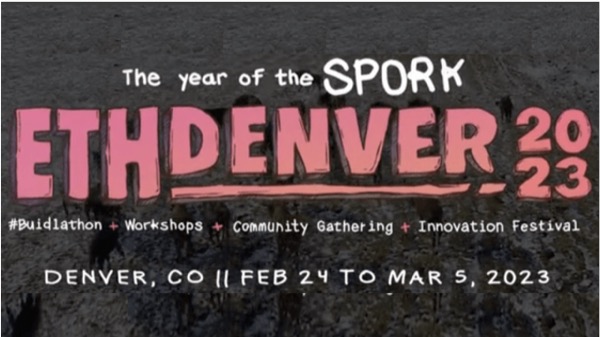 The year of the SPORK
ETHDENVER 2023
#Buidlathon + Workshops + Community Gathering + Innovation Festival
DENVER, CO || FEB 24 TO MAR 5, 2023